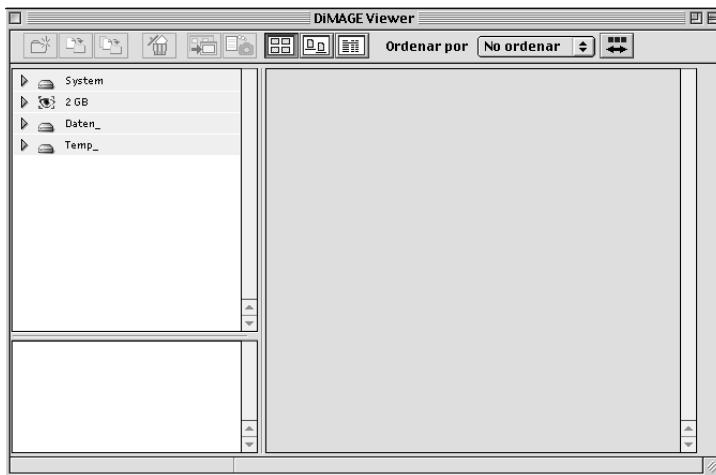 DiMAGE Viewer
Ordenar por No ordenar
System
2 GB
Daten_
Temp_